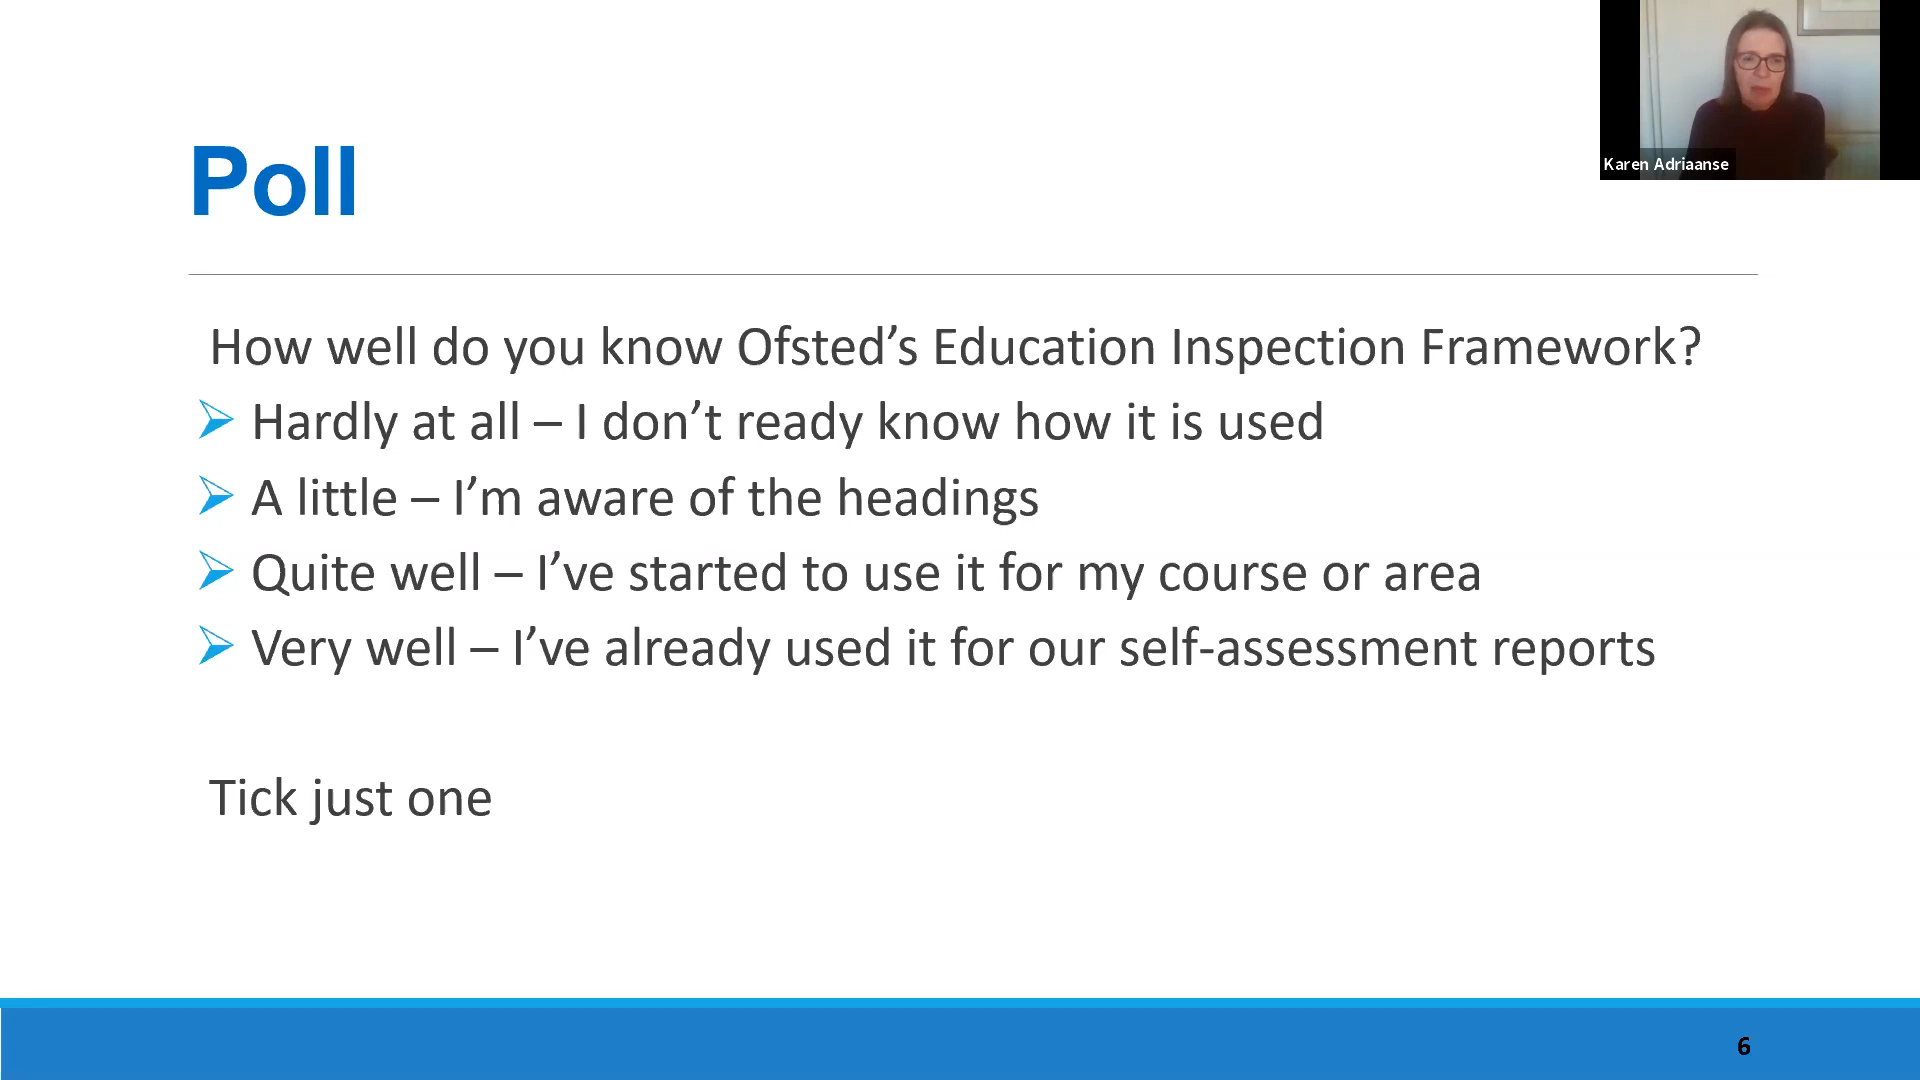 Karen Adriaanse
Poll
How well do you know Ofsted’s Education Inspection Framework?
Hardly at all – I don’t ready know how it is used
A little – I’m aware of the headings
Quite well – I’ve started to use it for my course or area
Very well – I’ve already used it for our self-assessment reports
Tick just one
6